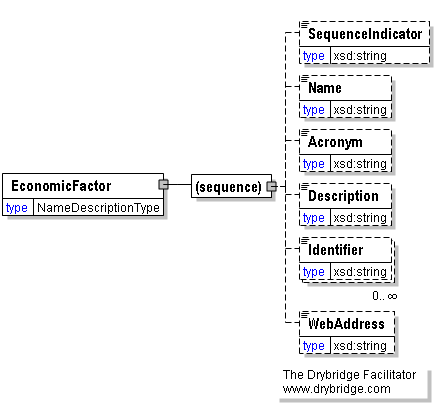 SequenceIndicator
type xsd:string
Name
type xsd:string
Acronym
type xsd:string
EconomicFactor
type NameDescriptionType
(sequence)
Description
type xsd:string
Identifier
type xsd:string
0.. ∞
WebAddress
type xsd:string
The Drybridge Facilitator
www.drybridge.com